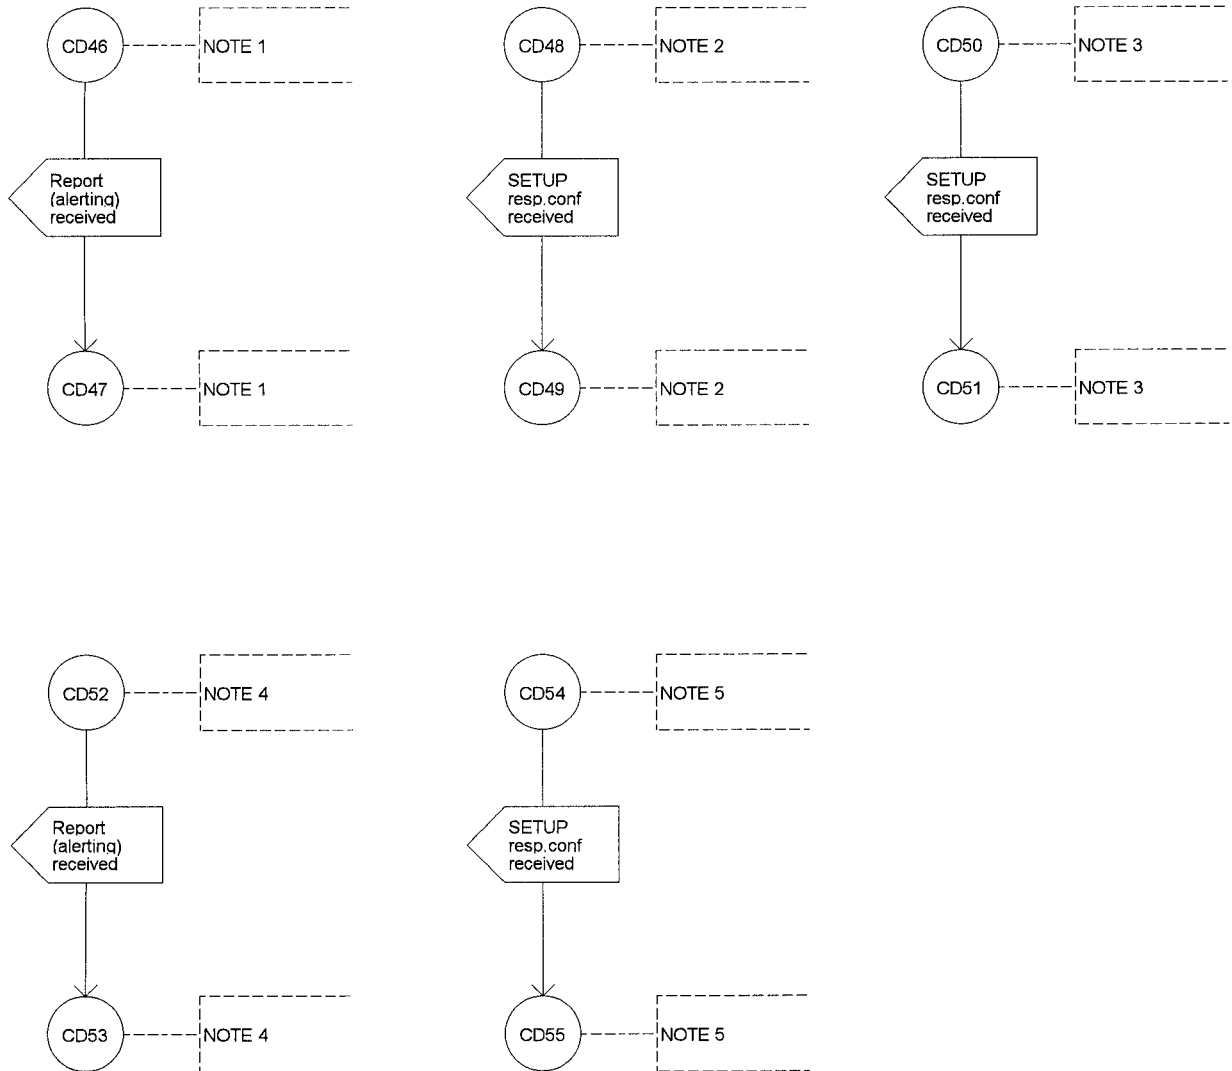 CD46
NOTE 1
CD48
NOTE 2
CD50
NOTE 3
Report
(alerting)
received
SETUP
resp.conf
received
SETUP
resp.conf
received
CD47
NOTE 1
CD49
NOTE 2
CD51
NOTE 3
CD52
NOTE 4
CD54
NOTE 5
Report
(alerting)
received
SETUP
resp.conf
received
CD53
NOTE 4
CD55
NOTE 5